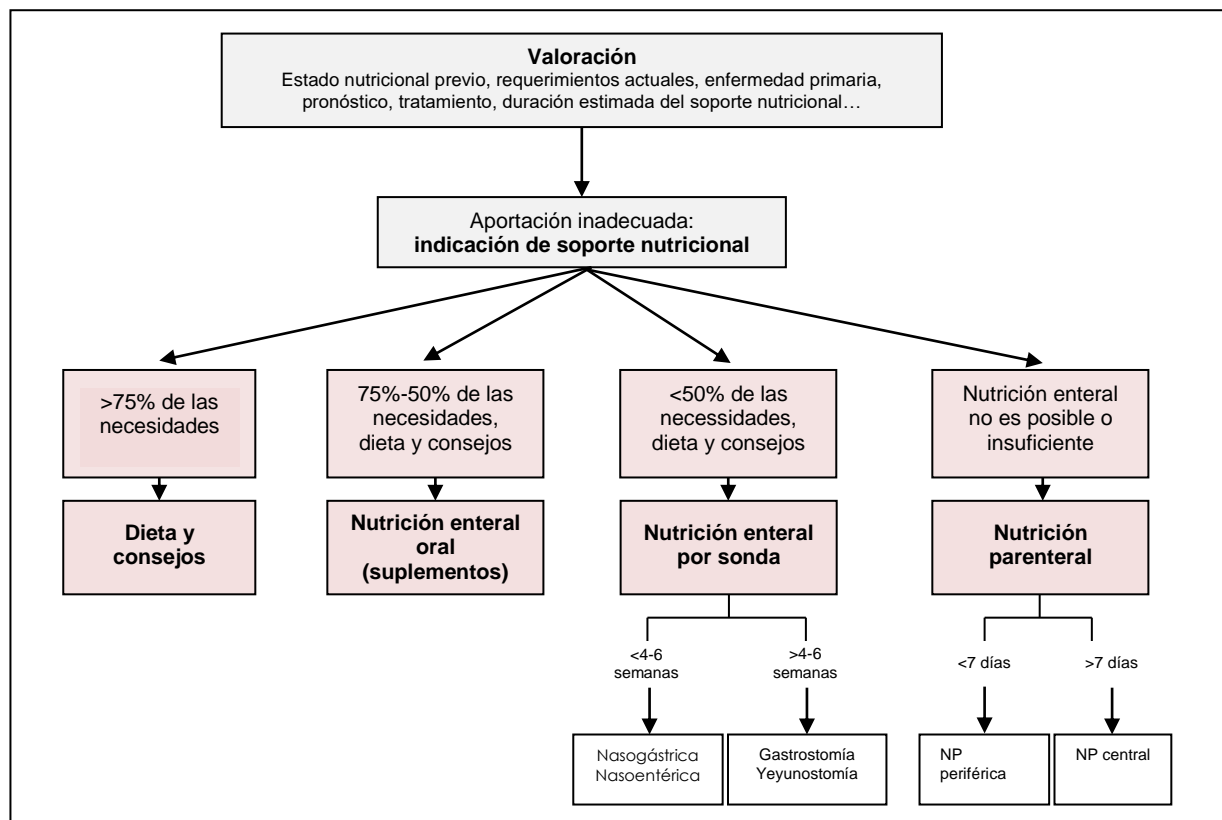 Valoración
Estado nutricional previo, requerimientos actuales, enfermedad primaria,
pronóstico, tratamiento, duración estimada del soporte nutricional…
Aportación inadecuada:
indicación de soporte nutricional
>75% de las
necesidades
75%-50% de las
necesidades,
dieta y consejos
<50% de las
necessidades,
dieta y consejos
Nutrición enteral
no es posible o
insuficiente
Dieta y
consejos
Nutrición enteral
oral
(suplementos)
Nutrición enteral
por sonda
Nutrición
parenteral
<4-6
semanas
>4-6
semanas
<7 días
>7 días
Nasogástrica
Nasoentérica
Gastrostomía
Yeyunostomía
NP
periférica
NP central